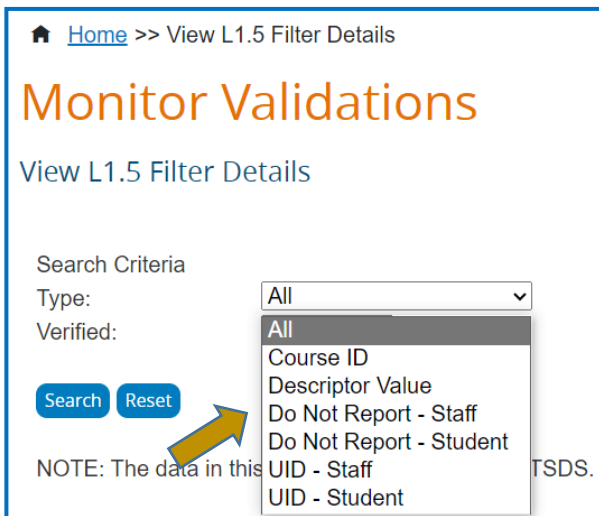 Home >> View L1.5 Filter Details
Monitor Validations
View L1.5 Filter Details
Search Criteria
Type:
All
Verified:
All
Course ID
Descriptor Value
Do Not Report - Staff
Do Not Report - Student
UID - Staff
UID - Student
Search Reset
NOTE: The data in this TSDS.